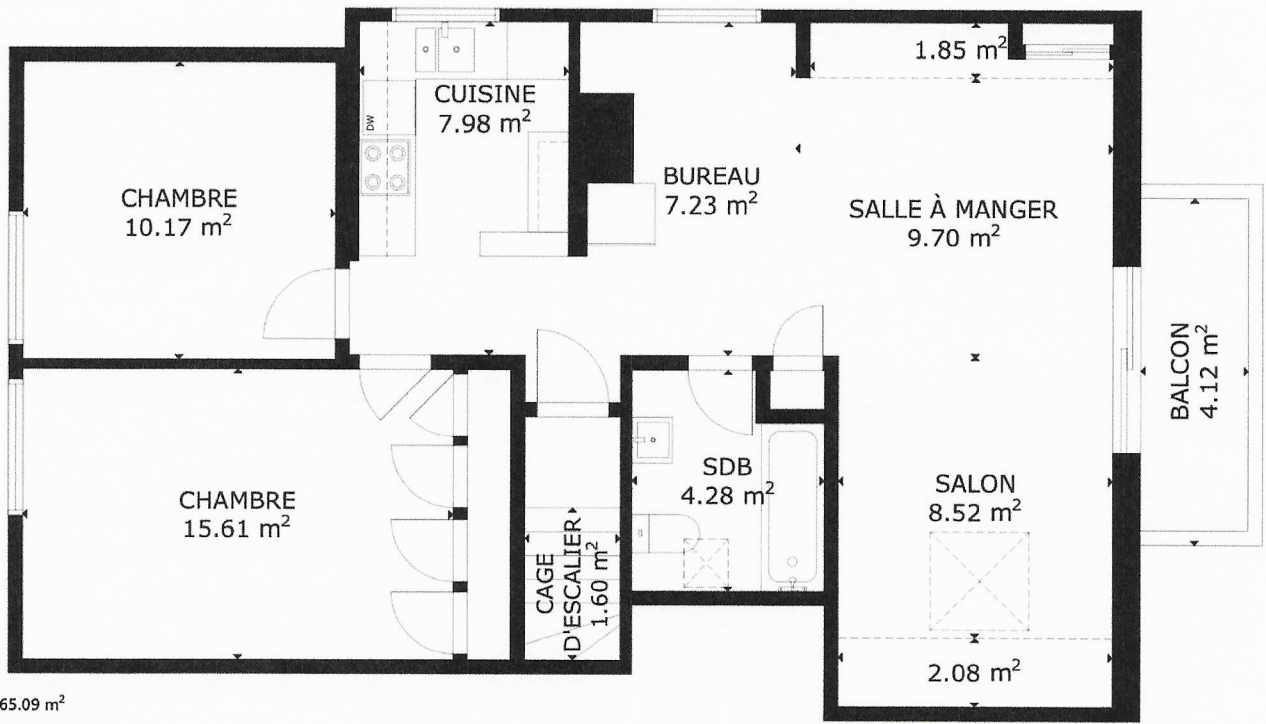 1.85 m²
CUISINE
7.98 m²
DW
CHAMBRE
10.17 m²
BUREAU
7.23 m²
SALLE À MANGER
9.70 m²
BALCON
4.12 m²
CHAMBRE
15.61 m²
SDB
4.28 m²
SALON
8.52 m²
CAGE
D'ESCALIER
1.60 m²
2.08 m²
65.09 m²